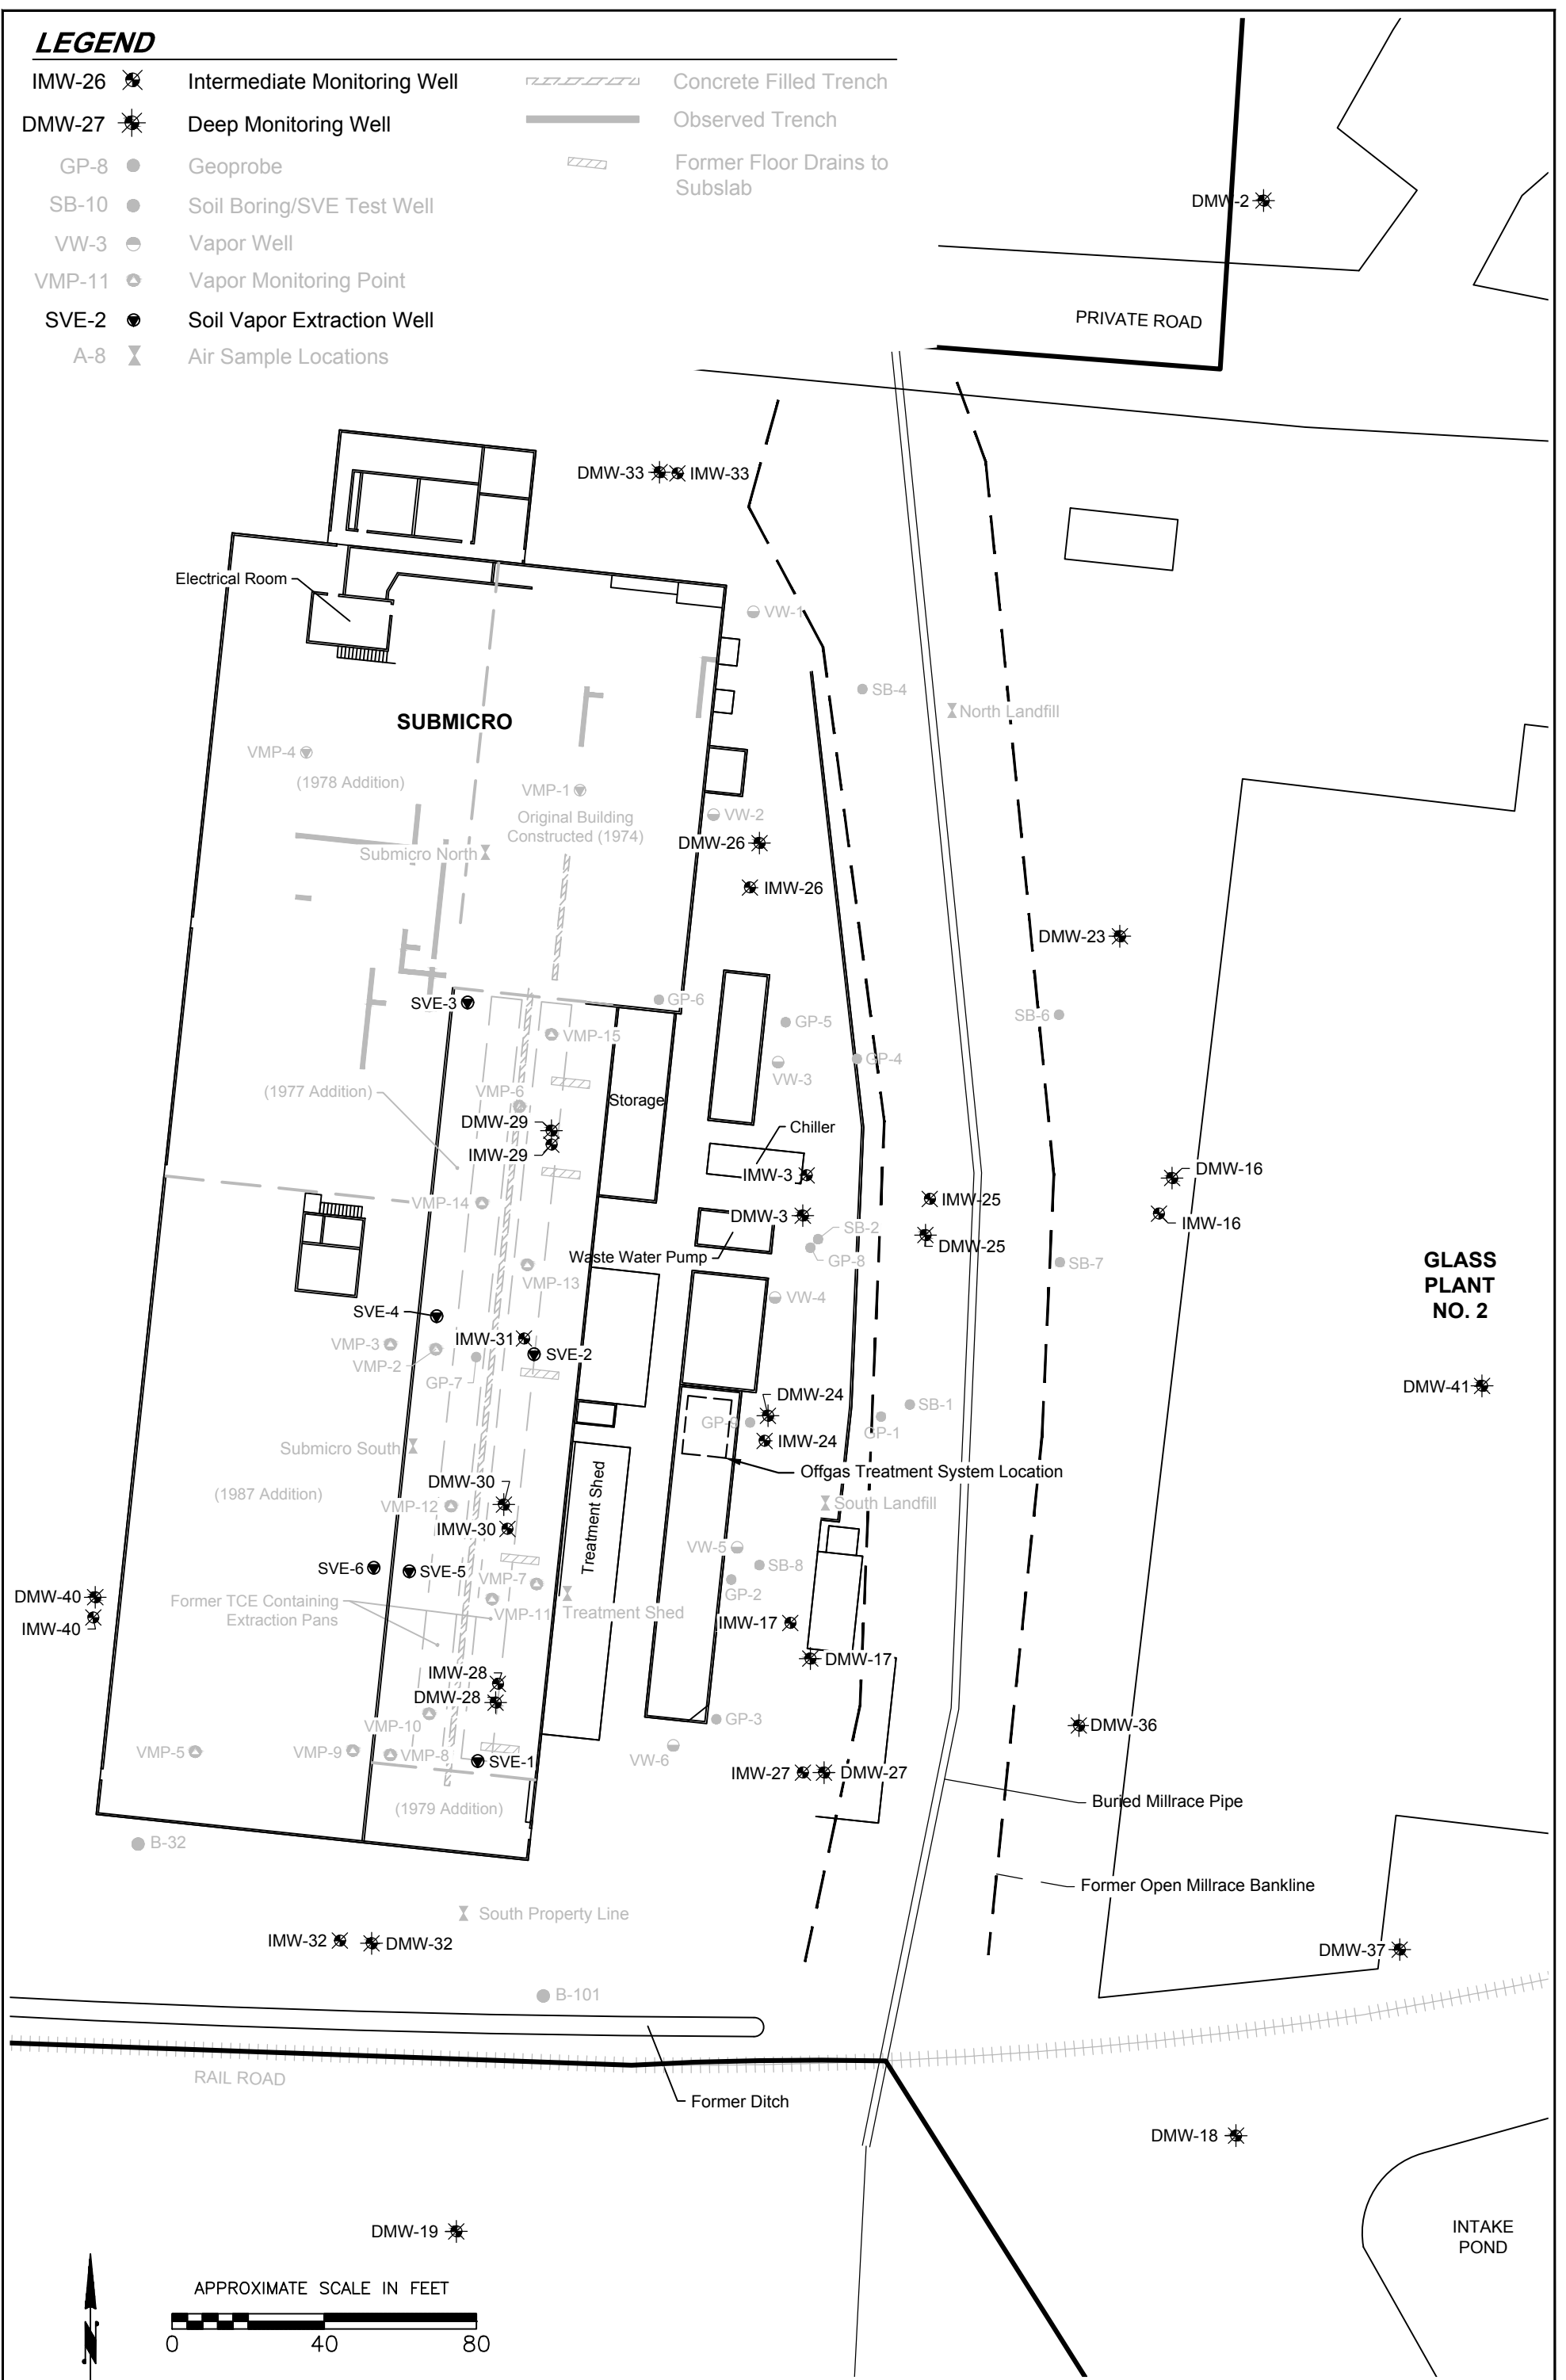 LEGEND
IMW-26 Intermediate Monitoring Well
DMW-27 Deep Monitoring Well
GP-8 Geoprobe
SB-10 Soil Boring/SVE Test Well
VW-3 Vapor Well
VMP-11 Vapor Monitoring Point
SVE-2 Soil Vapor Extraction Well
A-8 Air Sample Locations
Concrete Filled Trench
Observed Trench
Former Floor Drains to
Subslab
DMW-2
PRIVATE ROAD
DMW-33
IMW-33
Electrical Room
VW-1
SB-4
North Landfill
SUBMICRO
VMP-4
(1978 Addition)
VMP-1
Original Building
Constructed (1974)
VW-2
DMW-26
Submicro North
IMW-26
DMW-23
SVE-3
GP-6
GP-5
SB-6
VMP-15
GP-4
VW-3
(1977 Addition)
VMP-6
Storage
DMW-29
Chiller
IMW-29
IMW-3
DMW-16
VMP-14
IMW-25
DMW-3
IMW-16
SB-2
DMW-25
Waste Water Pump
GP-8
SB-7
GLASS
PLANT
NO. 2
VMP-13
VW-4
SVE-4
IMW-31
VMP-3
SVE-2
VMP-2
GP-7
DMW-41
DMW-24
SB-1
GP-9
GP-1
IMW-24
Submicro South
Offgas Treatment System Location
DMW-30
(1987 Addition)
VMP-12
South Landfill
IMW-30
Treatment Shed
VW-5
SB-8
SVE-6
SVE-5
VMP-7
GP-2
DMW-40
Former TCE Containing
Extraction Pans
VMP-11
Treatment Shed
IMW-17
IMW-40
DMW-17
IMW-28
DMW-28
VMP-10
GP-3
DMW-36
VMP-5
VMP-9
VMP-8
SVE-1
VW-6
IMW-27
DMW-27
Buried Millrace Pipe
(1979 Addition)
B-32
Former Open Millrace Bankline
South Property Line
IMW-32
DMW-32
DMW-37
B-101
RAIL ROAD
Former Ditch
DMW-18
DMW-19
INTAKE
POND
APPROXIMATE SCALE IN FEET
0 40 80
N